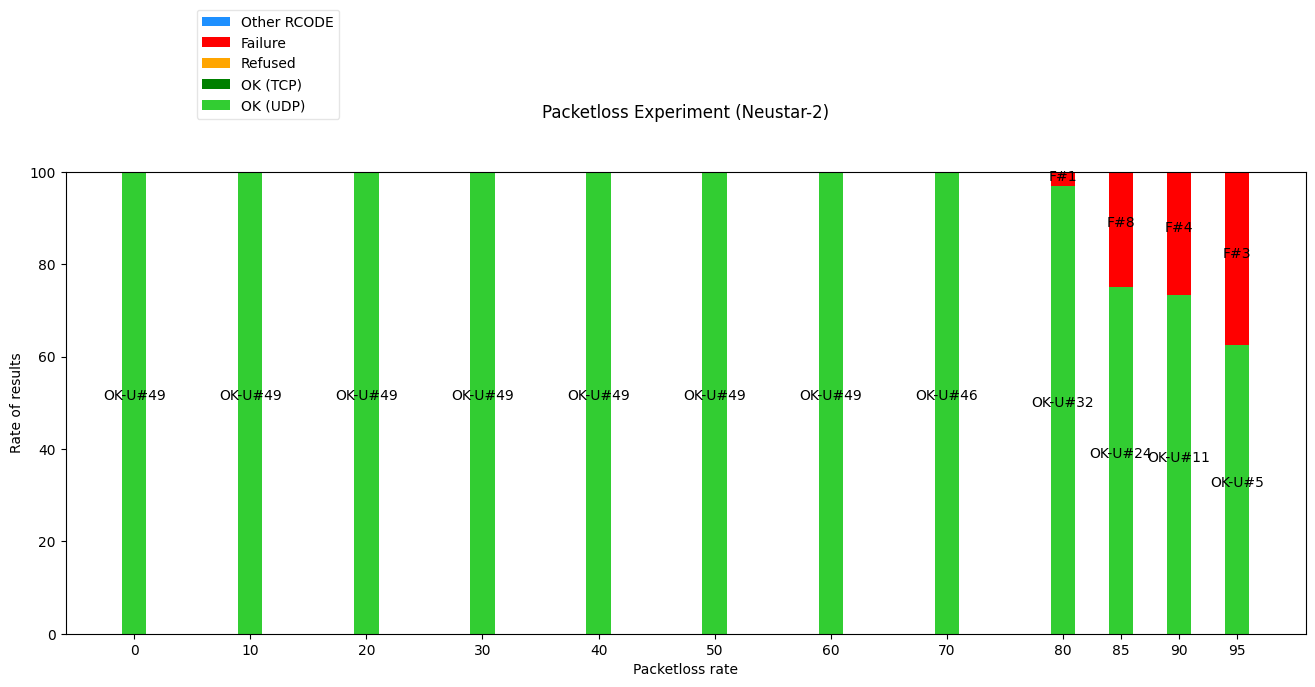 Other RCODE
Failure
Refused
OK (TCP)
OK (UDP)
Packetloss Experiment (Neustar-2)
Rate of results
100
80
60
40
20
0
F#1
F#8
F#4
F#3
OK-U#49
OK-U#49
OK-U#49
OK-U#49
OK-U#49
OK-U#49
OK-U#49
OK-U#46
OK-U#32
OK-U#24
OK-U#11
OK-U#5
0 10 20 30 40 50 60 70 80 85 90 95
Packetloss rate